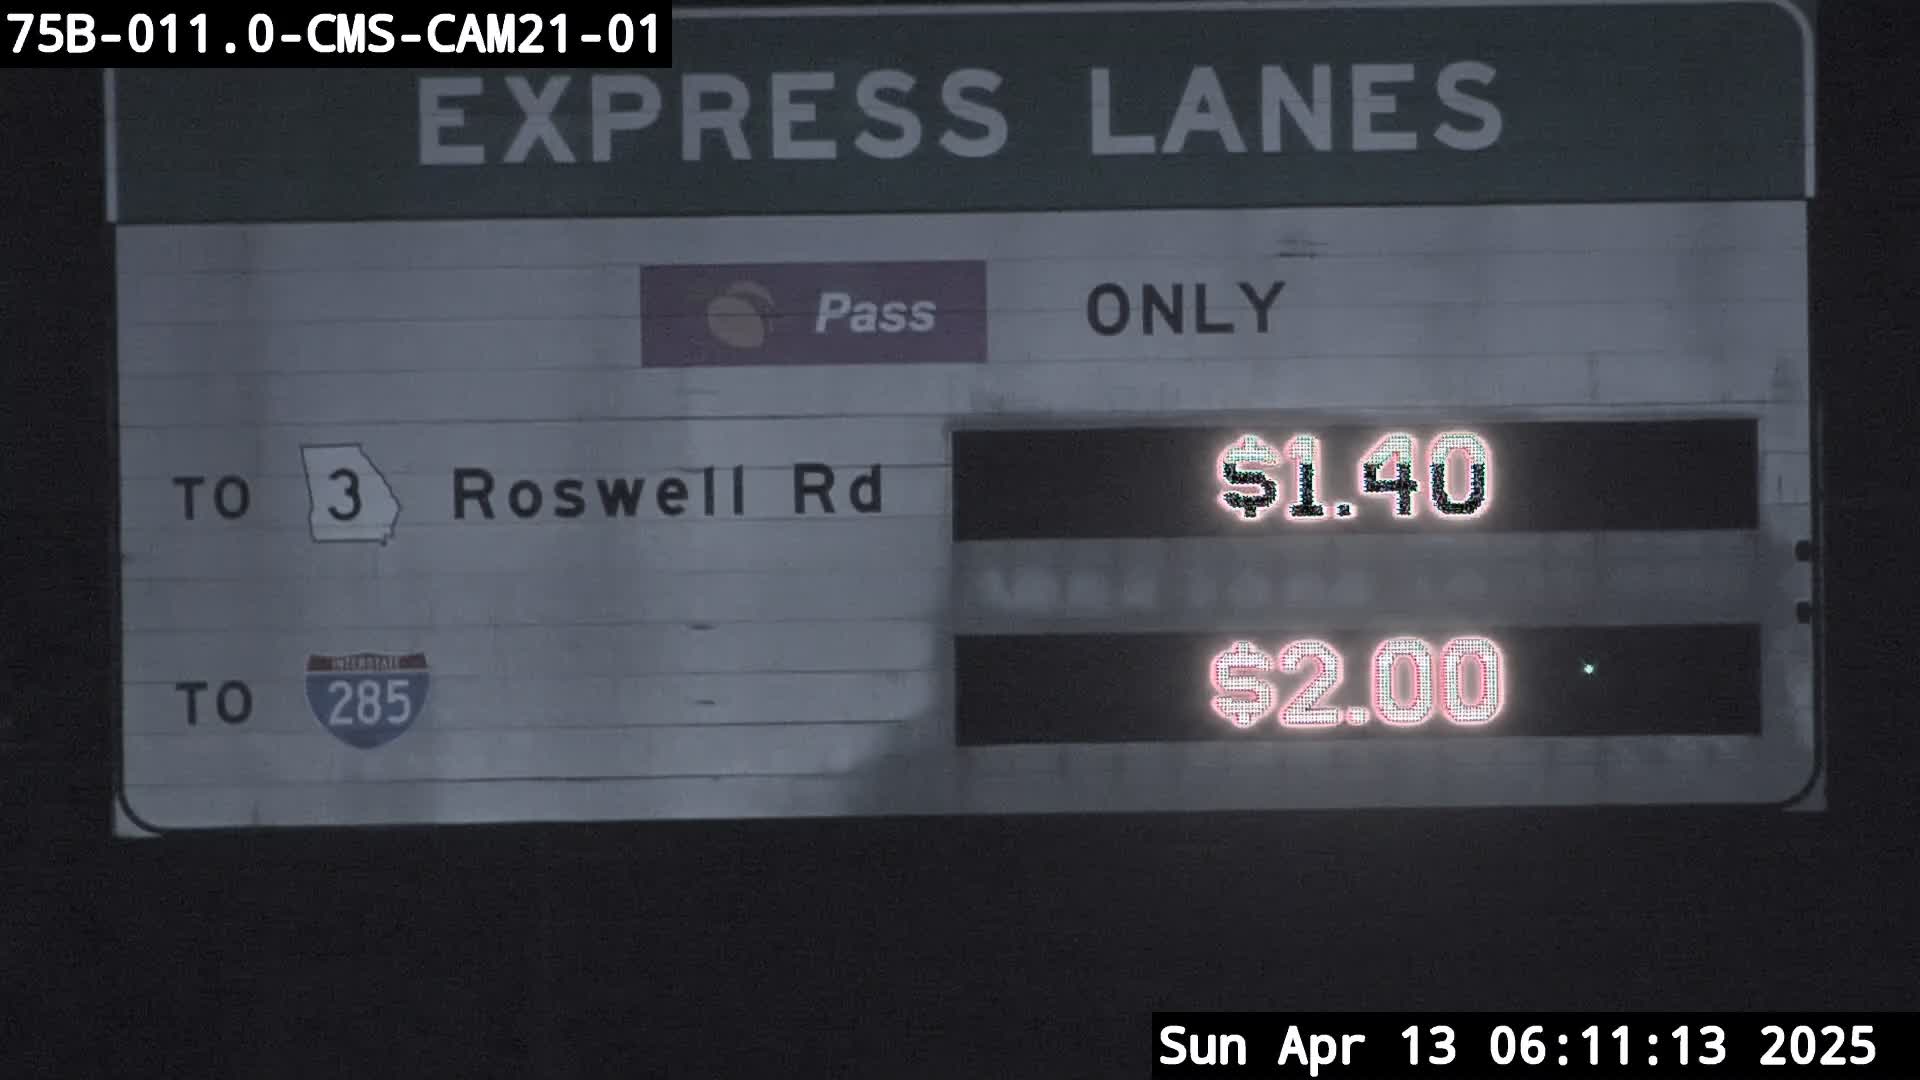 75B-011.0-CMS-CAM21-01
EXPRESS LANES
Pass ONLY
TO 3 Roswell Rd $1.40
TO INTERSTATE 285 $2.00
Sun Apr 13 06:11:13 2025